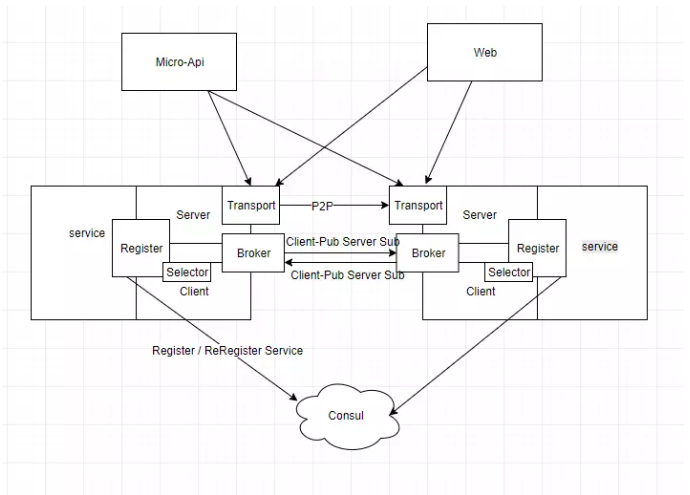 Micro-Api
Web
Transport
P2P
Transport
Server
Server
service
Register
Broker
Client-Pub Server Sub
Broker
Register
service
Selector
Client-Pub Server Sub
Selector
Client
Client
Register / ReRegister Service
Consul